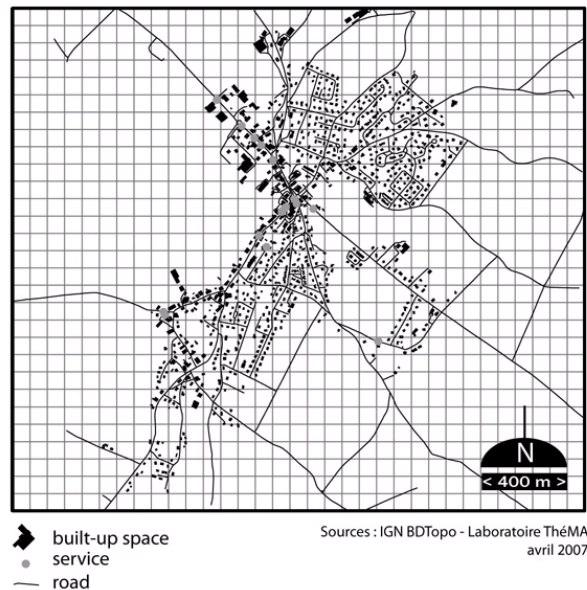 N
< 400 m >
built-up space
service
road
Sources : IGN BDTopo - Laboratoire ThéMA
avril 2007